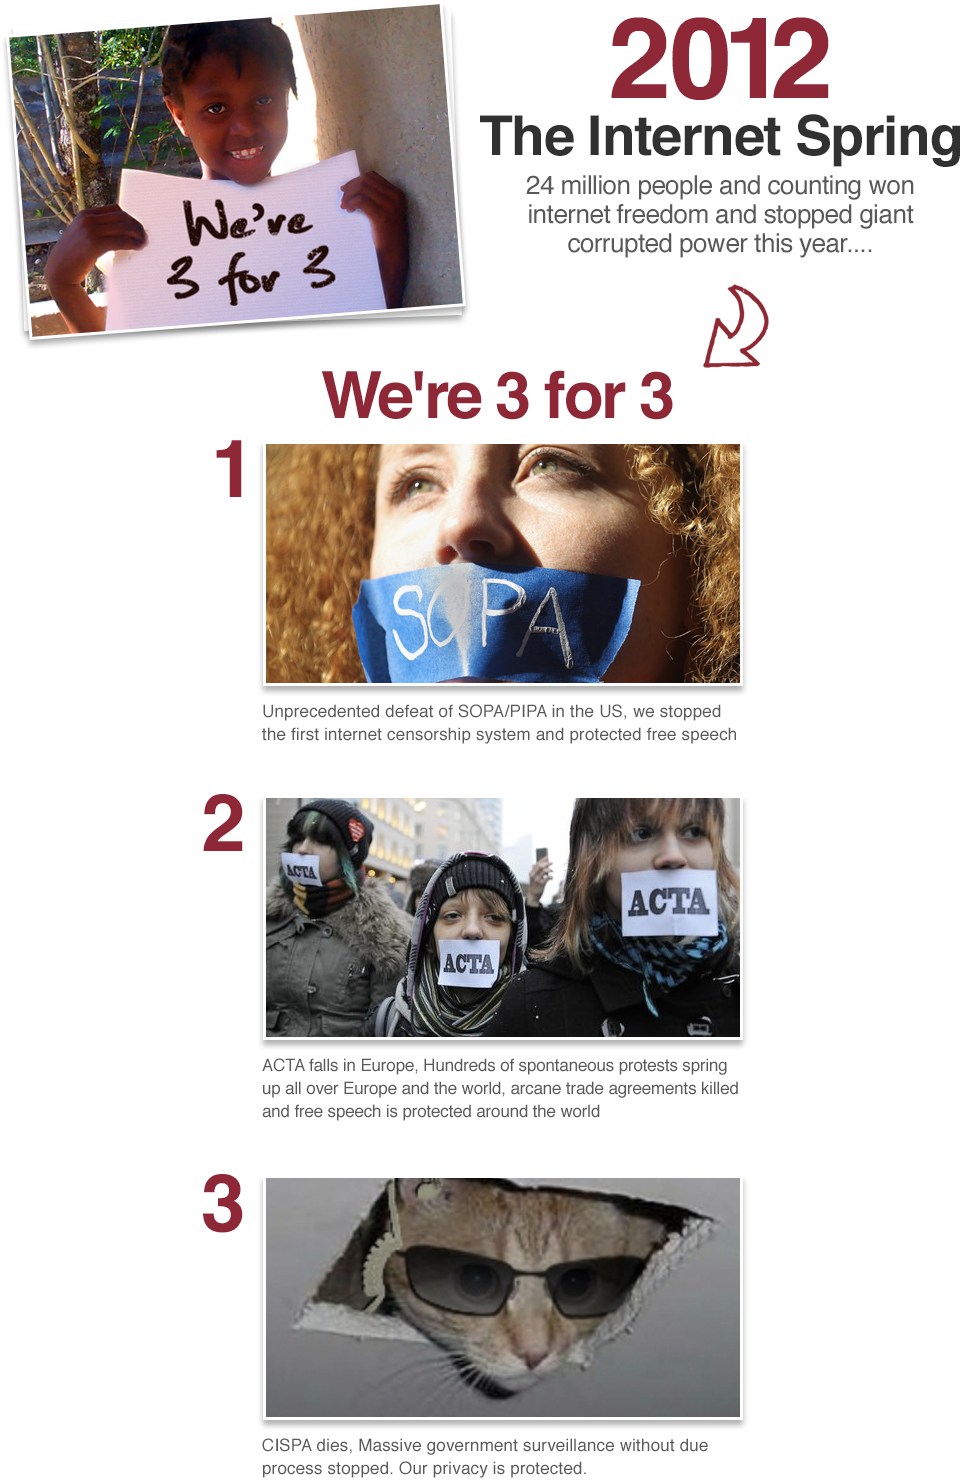 We've
3 for 3
2012
The Internet Spring
24 million people and counting won
internet freedom and stopped giant
corrupted power this year....
We're 3 for 3
1
SOPA
Unprecedented defeat of SOPA/PIPA in the US, we stopped
the first internet censorship system and protected free speech
2
ACTA
ACTA
ACTA
ACTA falls in Europe, Hundreds of spontaneous protests spring
up all over Europe and the world, arcane trade agreements killed
and free speech is protected around the world
3
CISPA dies, Massive government surveillance without due
process stopped. Our privacy is protected.